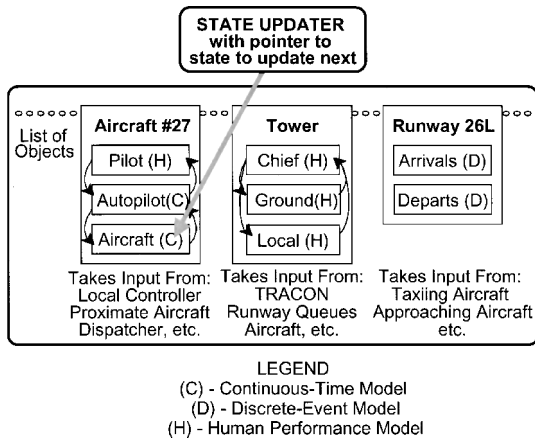 STATE UPDATER
with pointer to
state to update next
List of
Objects
Aircraft #27
Pilot (H)
Autopilot(C)
Aircraft (C)
Takes Input From:
Local Controller
Proximate Aircraft
Dispatcher, etc.
Tower
Chief (H)
Ground(H)
Local (H)
Takes Input From:
TRACON
Runway Queues
Aircraft, etc.
Runway 26L
Arrivals (D)
Departs (D)
Takes Input From:
Taxiing Aircraft
Approaching Aircraft
etc.
LEGEND
(C) - Continuous-Time Model
(D) - Discrete-Event Model
(H) - Human Performance Model